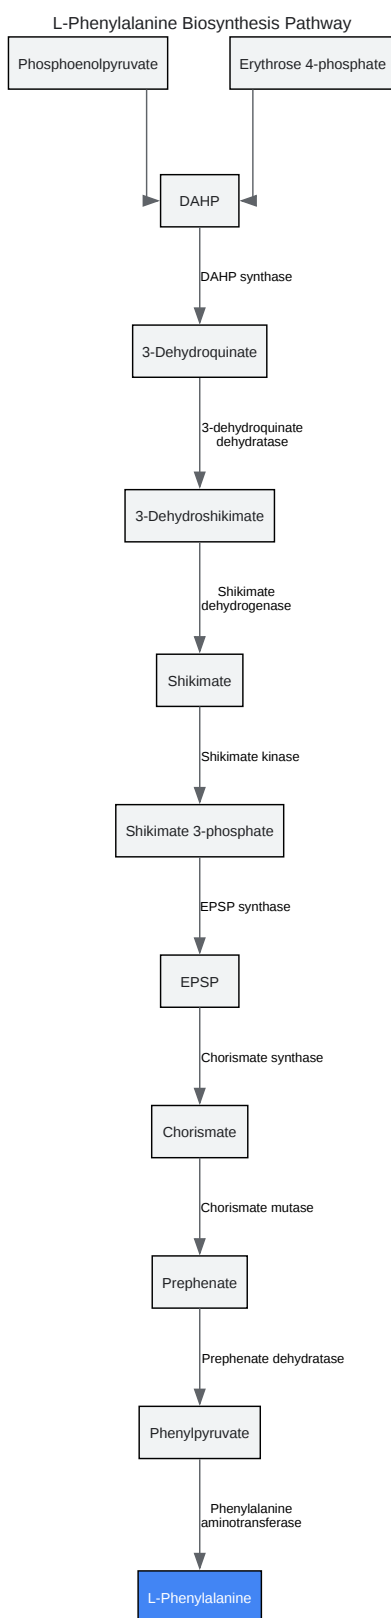 L-Phenylalanine Biosynthesis Pathway
Phosphoenolpyruvate
Erythrose 4-phosphate
DAHP
DAHP synthase
3-Dehydroquinate
3-dehydroquinate
dehydratase
3-Dehydroshikimate
Shikimate
dehydrogenase
Shikimate
Shikimate kinase
Shikimate 3-phosphate
EPSP synthase
EPSP
Chorismate synthase
Chorismate
Chorismate mutase
Prephenate
Prephenate dehydratase
Phenylpyruvate
Phenylalanine
aminotransferase
L-Phenylalanine